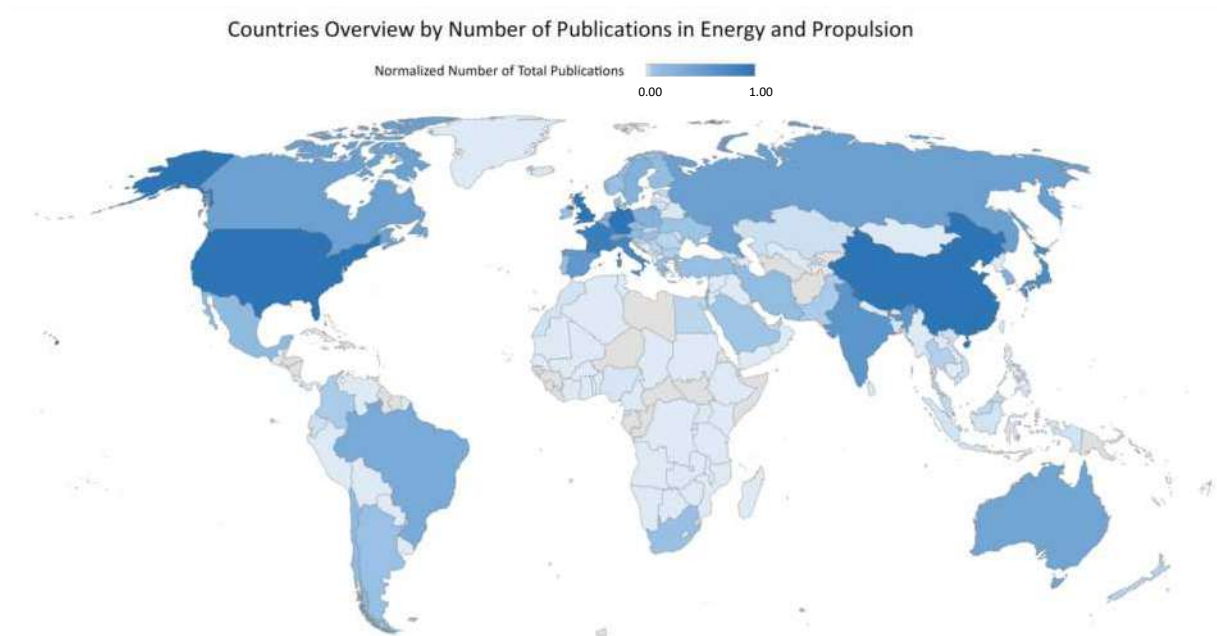 Countries Overview by Number of Publications in Energy and Propulsion
Normalized Number of Total Publications
0.00 1.00